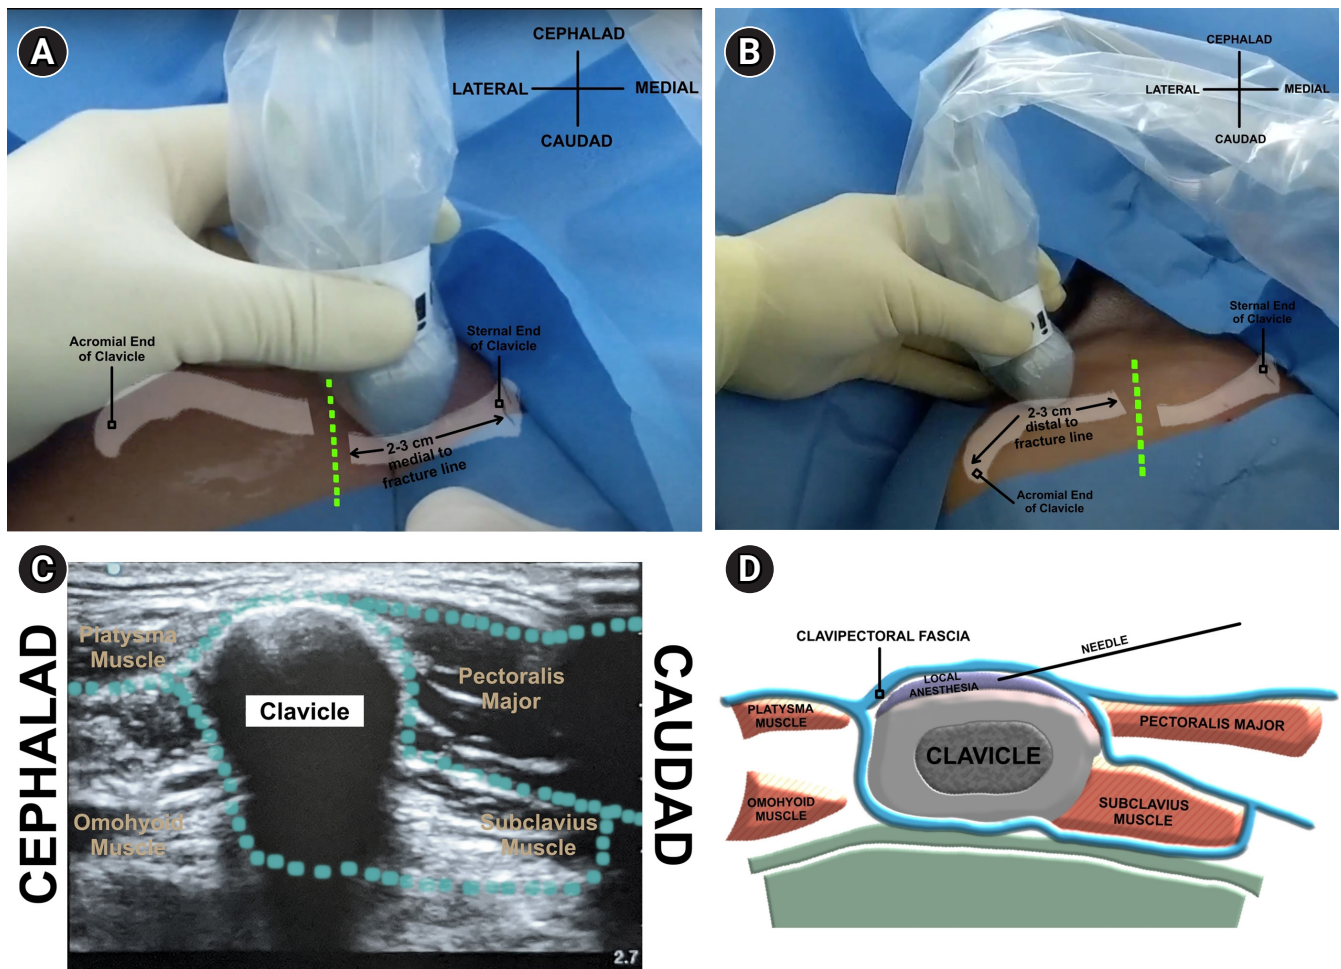 A
CEPHALAD
LATERAL
MEDIAL
CAUDAD
Acromial End
of Clavicle
Sternal End
of Clavicle
2-3 cm
medial to
fracture line
B
CEPHALAD
LATERAL
MEDIAL
CAUDAD
Sternal End
of Clavicle
2-3 cm
distal to
fracture line
Acromial End
of Clavicle
C
CEPHALAD
Platysma
Muscle
Pectoralis
Major
Clavicle
Omohyoid
Muscle
Subclavius
Muscle
2.7
CAUDAD
D
CLAVIPECTORAL FASCIA
NEEDLE
LOCAL
ANESTHESIA
PLATYSMA
MUSCLE
PECTORALIS MAJOR
CLAVICLE
OMOHYOID
MUSCLE
SUBCLAVIUS
MUSCLE